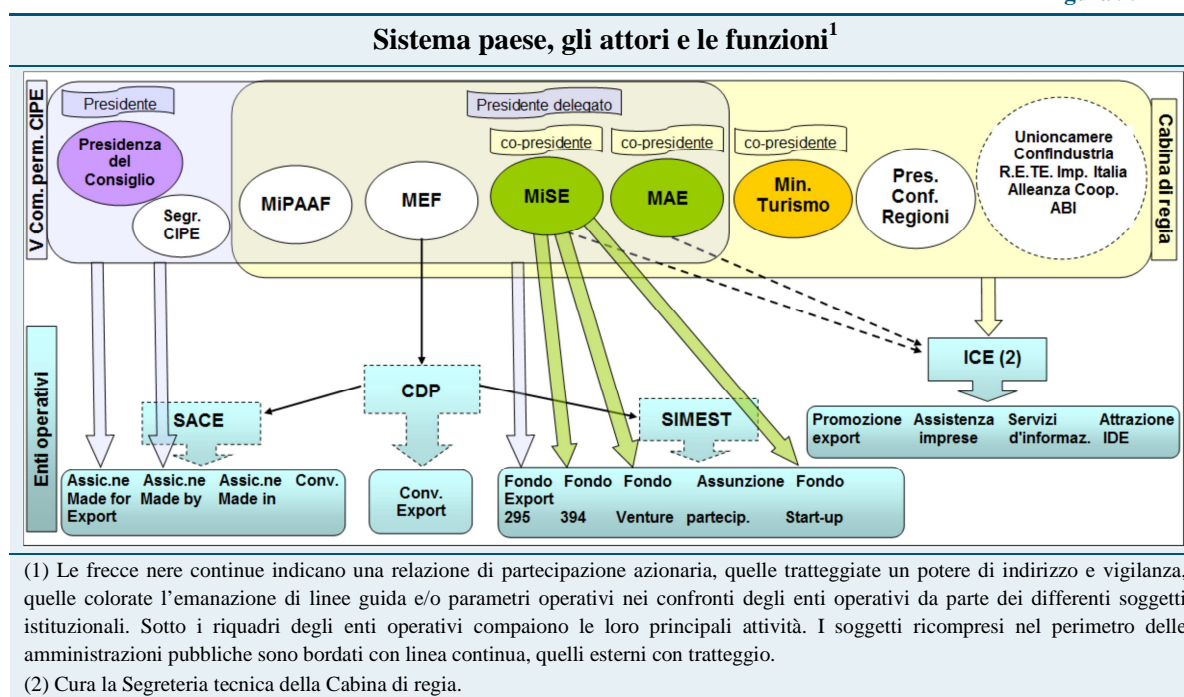 Sistema paese, gli attori e le funzioni1
V Com.perm. CIPE
Presidente
Presidente delegato
co-presidente
co-presidente
co-presidente
Presidenza
del
Consiglio
Segr.
CIPE
MiPAAF
MEF
MiSE
MAE
Min.
Turismo
Pres.
Conf.
Regioni
Unioncamere
Confindustria
R.E.TE. Imp. Italia
Alleanza Coop.
ABI
Cabina di regia
Enti operativi
SACE
CDP
SIMEST
ICE (2)
Promozione Assistenza Servizi Attrazione
export imprese d'informaz. IDE
Assic.ne Assic.ne Assic.ne Conv.
Made for Made by Made in
Export
Conv.
Export
Fondo Fondo Fondo Assunzione Fondo
Export
295 394 Venture partecip. Start-up
(1) Le frecce nere continue indicano una relazione di partecipazione azionaria, quelle tratteggiate un potere di indirizzo e vigilanza,
quelle colorate l’emanazione di linee guida e/o parametri operativi nei confronti degli enti operativi da parte dei differenti soggetti
istituzionali. Sotto i riquadri degli enti operativi compaiono le loro principali attività. I soggetti ricompresi nel perimetro delle
amministrazioni pubbliche sono bordati con linea continua, quelli esterni con tratteggio.
(2) Cura la Segreteria tecnica della Cabina di regia.